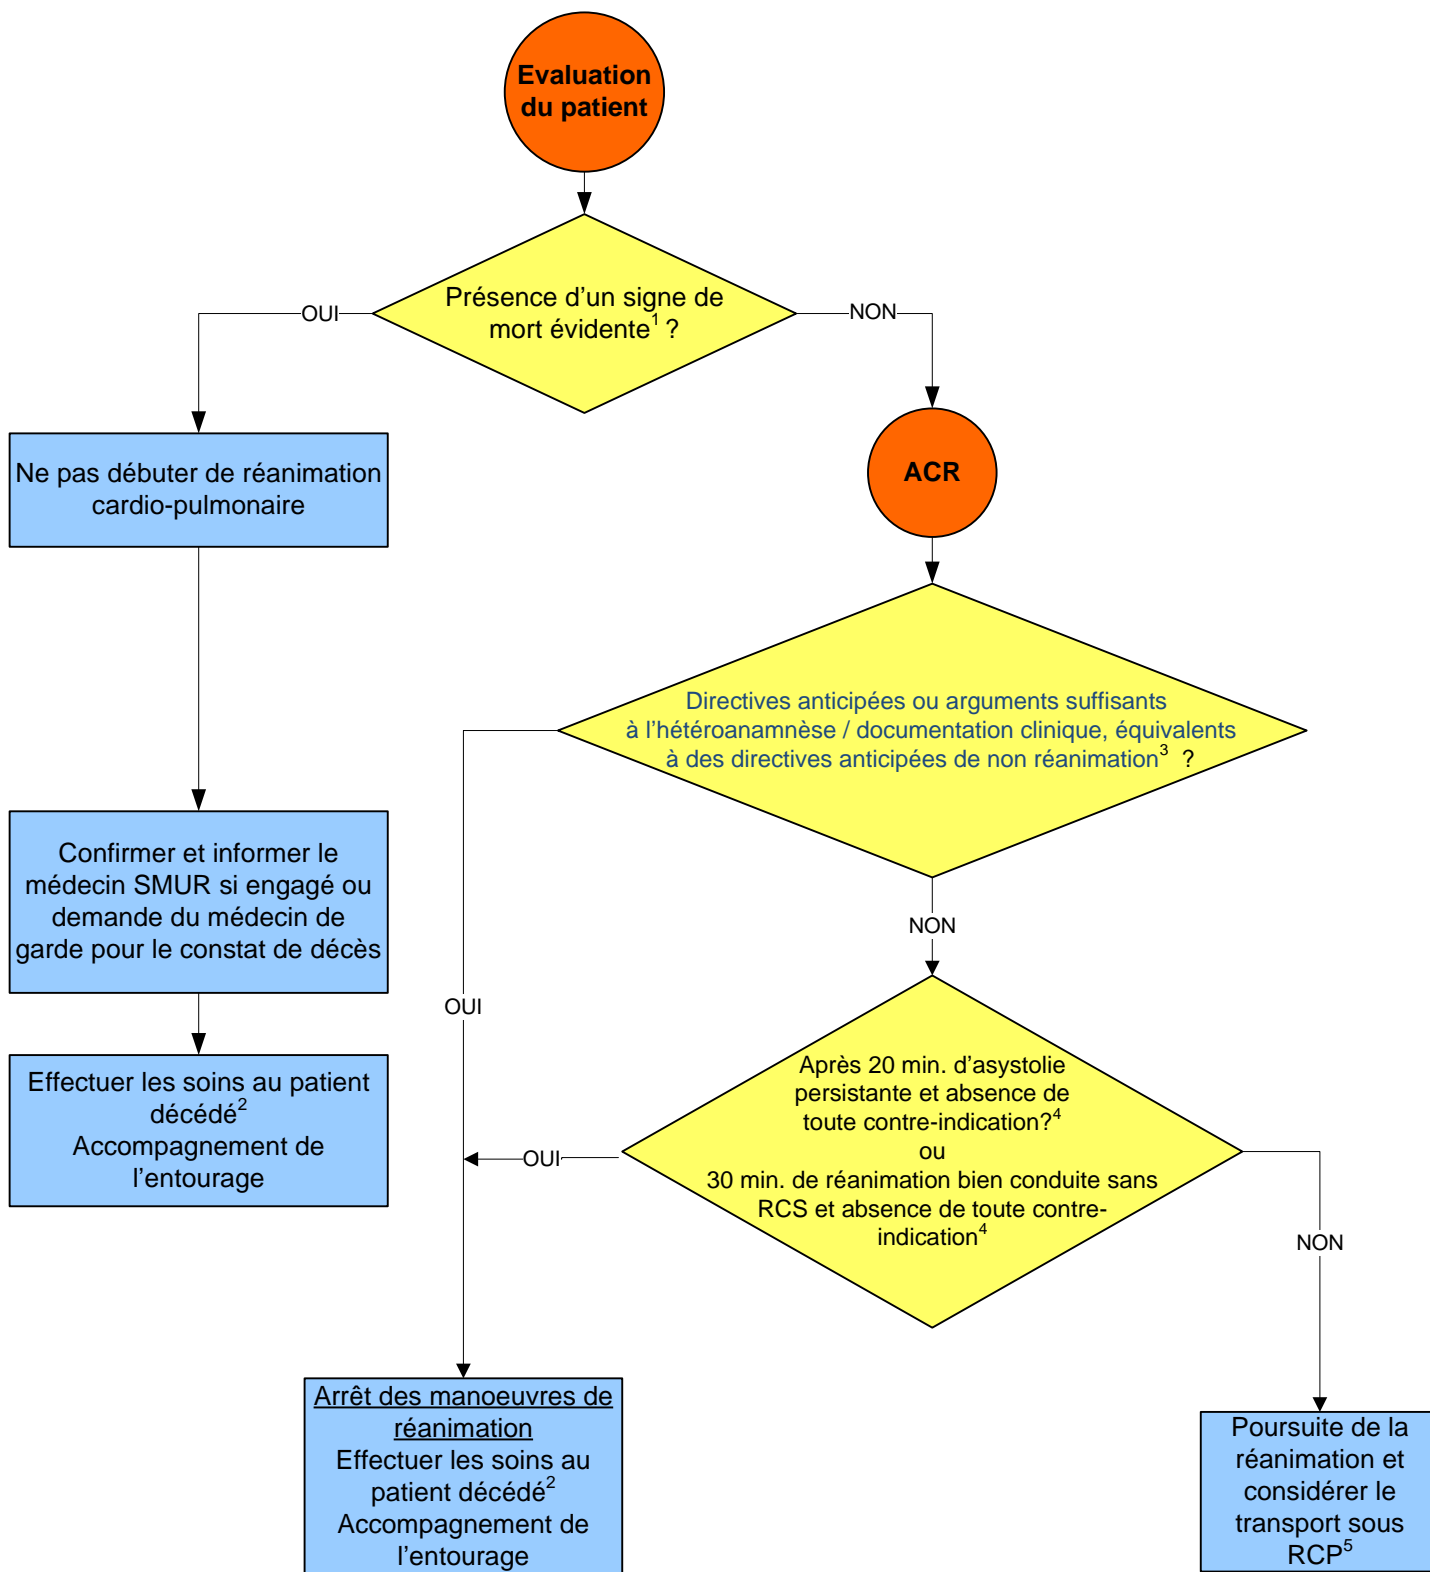 Evaluation
du patient
Présence d'un signe de
mort évidente1 ?
OUI
NON
Ne pas débuter de réanimation
cardio-pulmonaire
ACR
Directives anticipées ou arguments suffisants
à l'hétéroanamnèse / documentation clinique, équivalents
à des directives anticipées de non réanimation3 ?
Confirmer et informer le
médecin SMUR si engagé ou
demande du médecin de
garde pour le constat de décès
NON
OUI
Effectuer les soins au patient
décédé2
Accompagnement de
l'entourage
Après 20 min. d'asystolie
persistante et absence de
toute contre-indication?4
ou
30 min. de réanimation bien conduite sans
RCS et absence de toute contre-
indication4
OUI
NON
Arrêt des manoeuvres de
réanimation
Effectuer les soins au
patient décédé2
Accompagnement de
l'entourage
Poursuite de la
réanimation et
considérer le
transport sous
RCP5